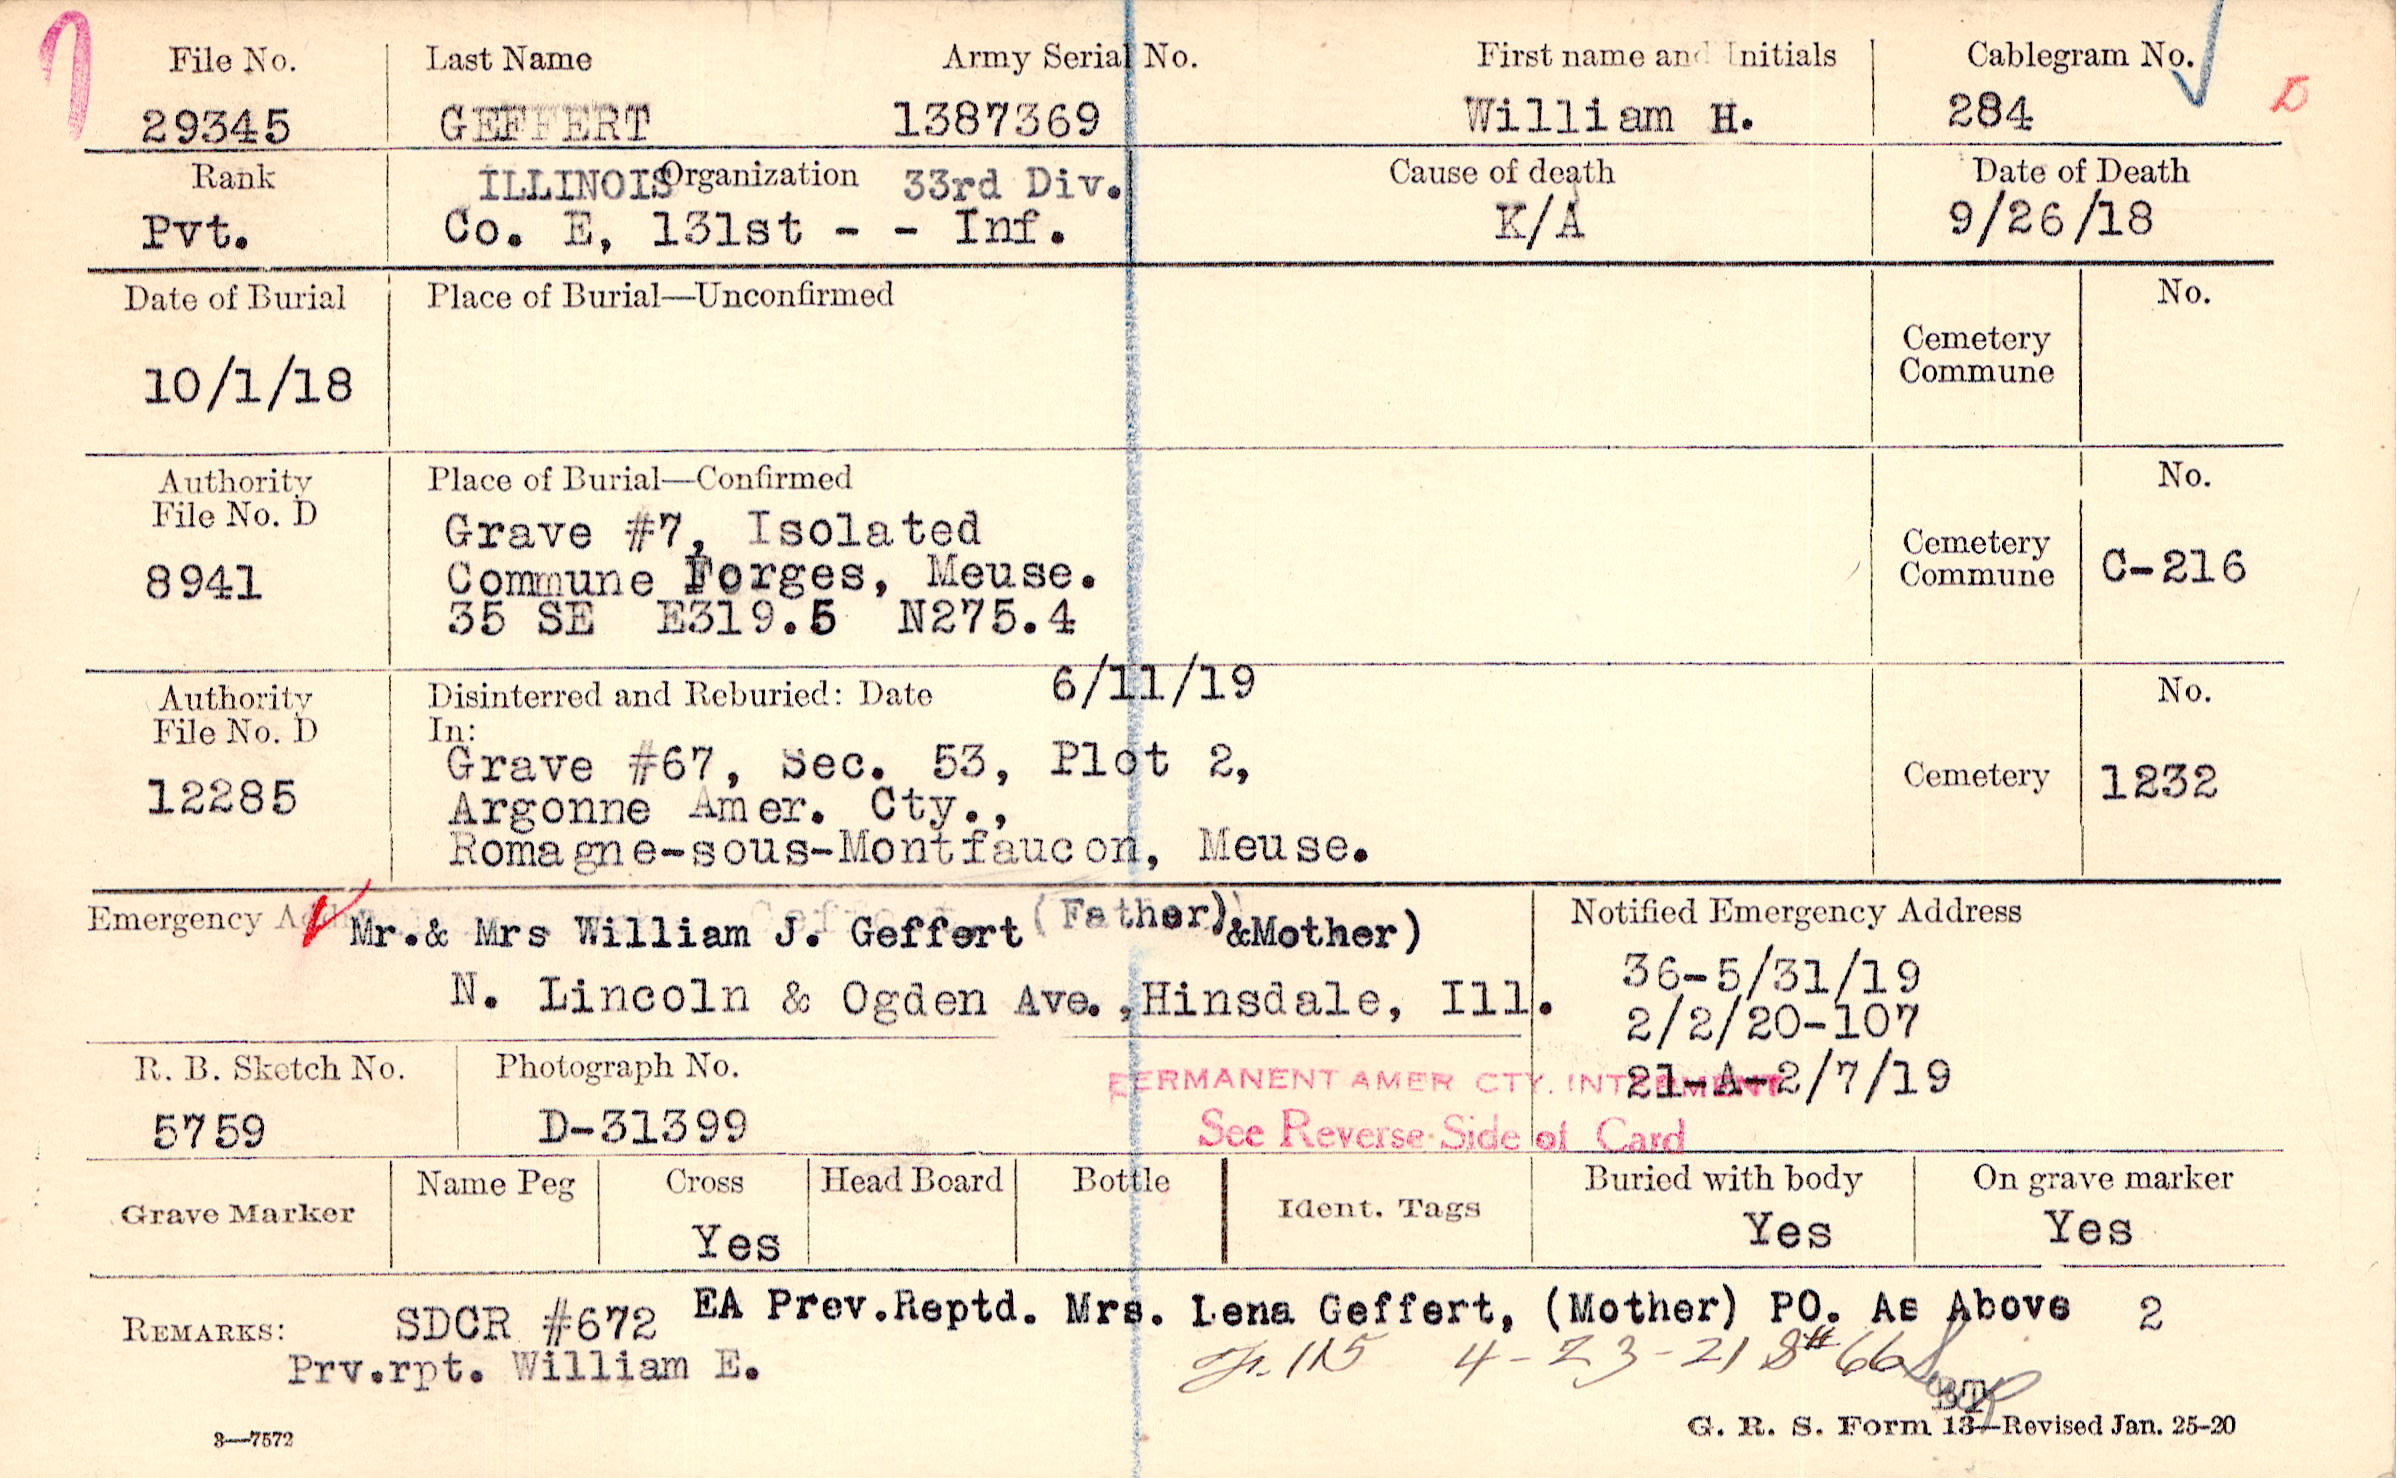 File No. Last Name Army Serial No. First name and Initials Cablegram No.
29345 GEFFERT 1387369 William H. 284
Rank ILLINOIS Organization 33rd Div. Cause of death Date of Death
Pvt. Co. E, 131st - - Inf. K/A 9/26/18
Date of Burial Place of Burial—Unconfirmed No.
Cemetery
Commune
10/1/18
Authority Place of Burial—Confirmed No.
File No. D
Grave #7, Isolated
Cemetery
8941 Commune Forges, Meuse. Commune C-216
35 SE E319.5 N275.4
Authority Disinterred and Reburied: Date 6/11/19 No.
File No. D In:
Grave #67, Sec. 53, Plot 2,
12285 Argonne Amer. Cty., Cemetery 1232
Romagne-sous-Montfaucon, Meuse.
Emergency Mr.& Mrs William J. Geffert (Father) &Mother) Notified Emergency Address
N. Lincoln & Ogden Ave., Hinsdale, Ill. 36-5/31/19
2/2/20-107
R. B. Sketch No. Photograph No. PERMANENT AMER CTY. INTERMENT 21-A-2/7/19
5759 D-31399 See Reverse Side of Card
Grave Marker Name Peg Cross Head Board Bottle Ident. Tags Buried with body On grave marker
Yes Yes Yes
REMARKS: SDCR #672 EA Prev.Reptd. Mrs. Lena Geffert, (Mother) PO. As Above 2
Prv.rpt. William E. 115 4-23-21 S# 66
BT
3—7572 G. R. S. Form 13—Revised Jan. 25-20